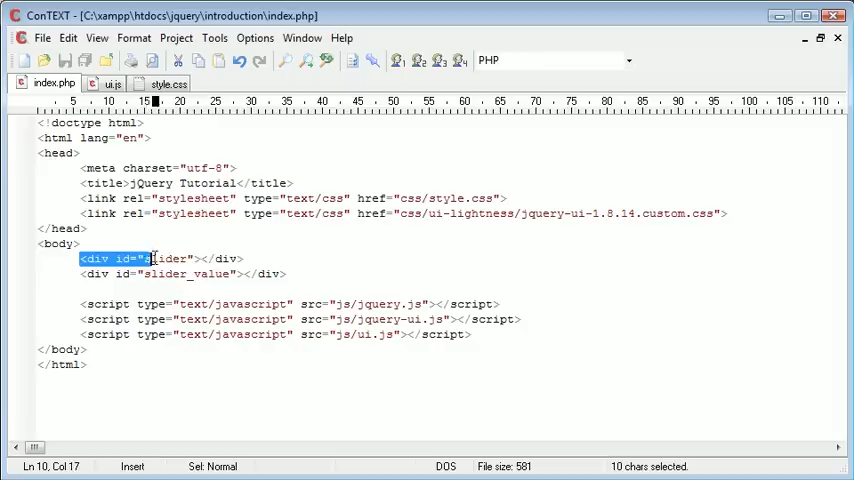 ConTEXT - [C:\xampp\htdocs\jquery\introduction\index.php]
File Edit View Format Project Tools Options Window Help
1 2 3 4 PHP
index.php ui.js style.css
5 10 15 20 25 30 35 40 45 50 55 60 65 70 75 80 85 90 95 100 105 110
<!doctype html>
<html lang="en">
<head>
<meta charset="utf-8">
<title>jQuery Tutorial</title>
<link rel="stylesheet" type="text/css" href="css/style.css">
<link rel="stylesheet" type="text/css" href="css/ui-lightness/jquery-ui-1.8.14.custom.css">
</head>
<body>
<div id="slider"></div>
<div id="slider_value"></div>
<script type="text/javascript" src="js/jquery.js"></script>
<script type="text/javascript" src="js/jquery-ui.js"></script>
<script type="text/javascript" src="js/ui.js"></script>
</body>
</html>
Ln 10, Col 17 Insert Sel: Normal DOS File size: 581 10 chars selected.